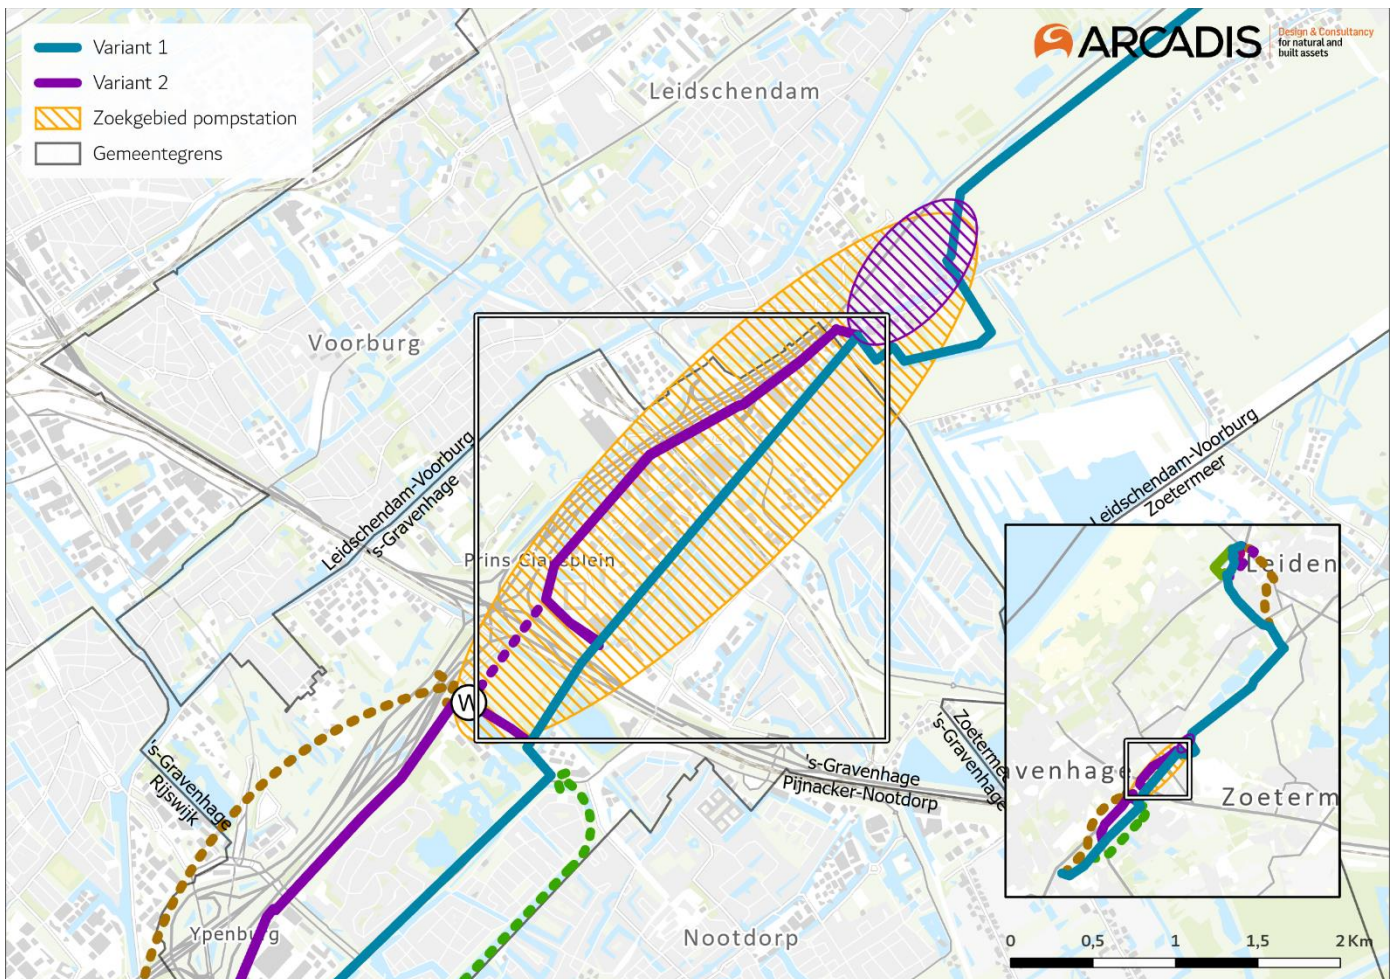 Variant 1
Variant 2
Zoekgebied pompstation
Gemeentegrens
ARCADIS
Design & Consultancy
for natural and
built assets
Leidschendam
Voorburg
Leidschendam-Voorburg
's-Gravenhage
Prins Clausplein
Leidschendam-Voorburg
Zoetermeer
W
's-Gravenhage
Rijswijk
's-Gravenhage
Pijnacker-Nootdorp
's-Gravenhage
Ypenburg
Nootdorp
Leiden
avenhage
Zoeterm
0 0,5 1 1,5 2 Km